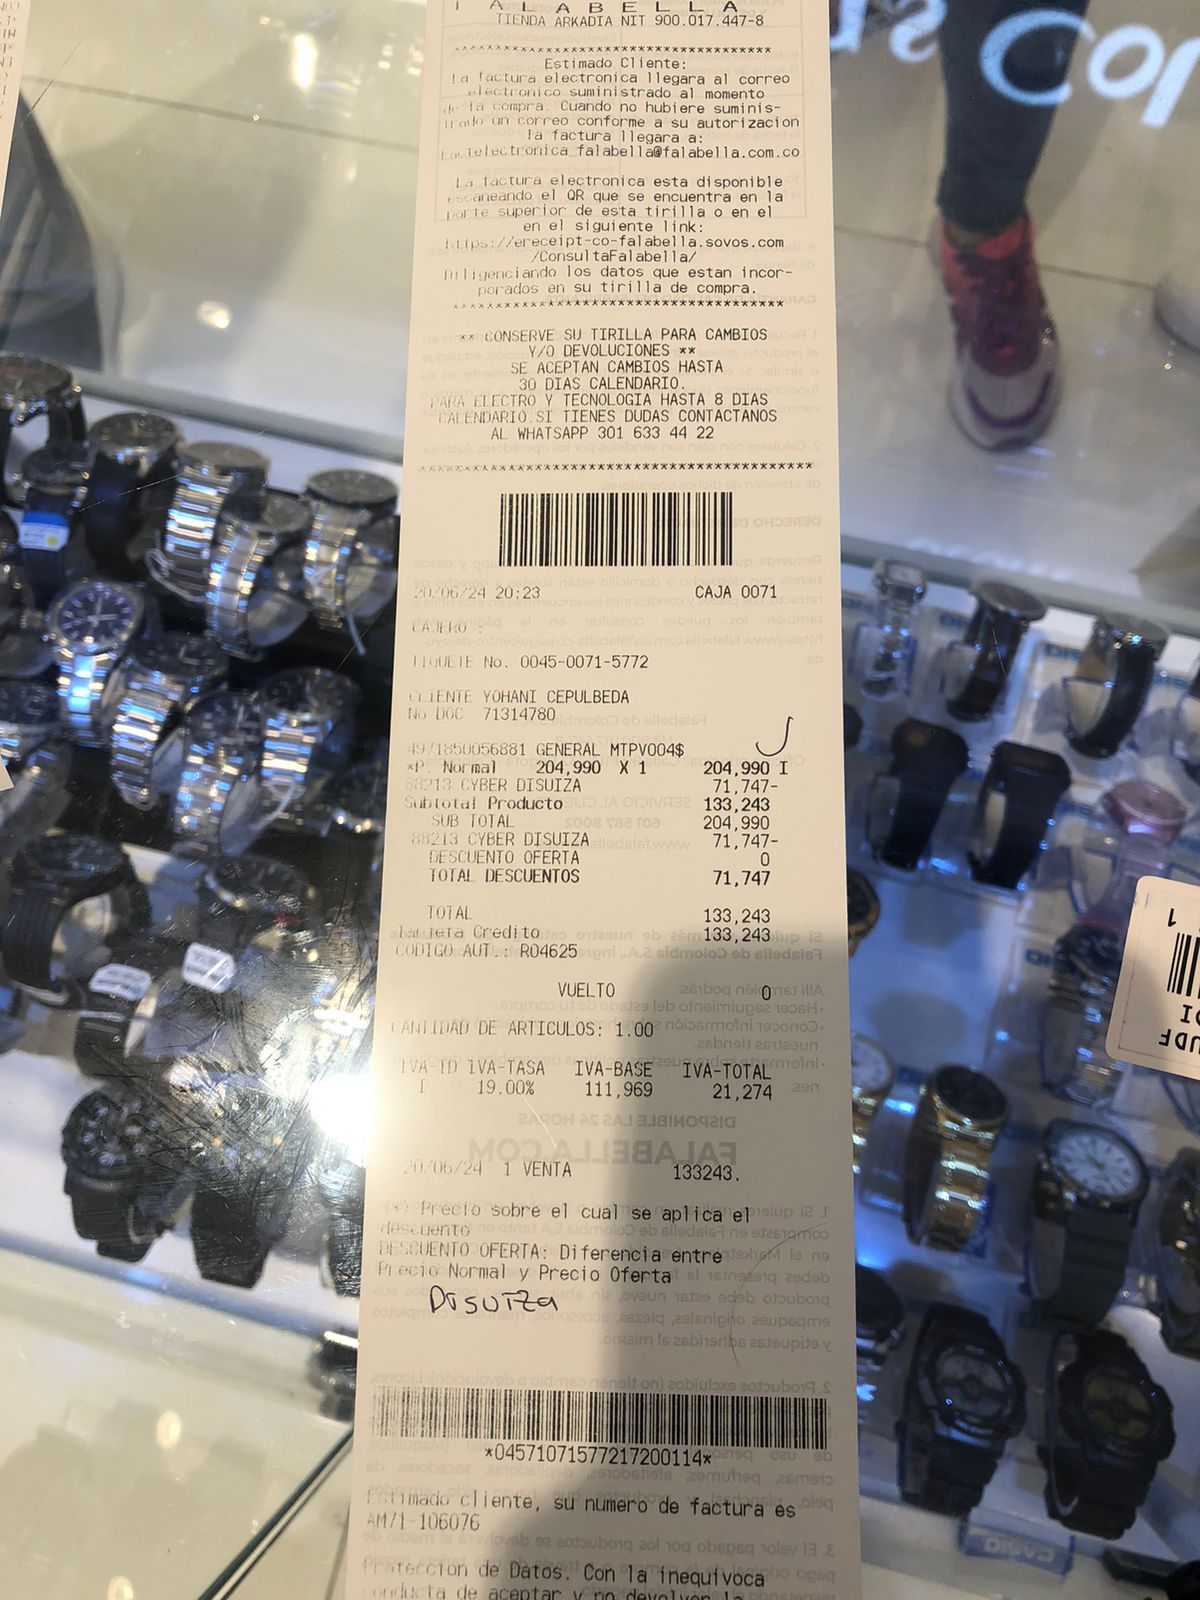 FALABELLA
TIENDA ARKADIA NIT 900.017.447-8
****************************************
Estimado Cliente:
La factura electronica llegara al correo
electronico suministrado al momento
de la compra. Cuando no hubiere suminis-
trado un correo conforme a su autorizacion
la factura llegara a:
factelectronica_falabella@falabella.com.co
La factura electronica esta disponible
escaneando el QR que se encuentra en la
parte superior de esta tirilla o en el
en el siguiente link:
https://ereceipt-co-falabella.sovos.com
/ConsultaFalabella/
Diligenciando los datos que estan incor-
porados en su tirilla de compra.
****************************************
** CONSERVE SU TIRILLA PARA CAMBIOS
Y/O DEVOLUCIONES **
SE ACEPTAN CAMBIOS HASTA
30 DIAS CALENDARIO.
PARA ELECTRO Y TECNOLOGIA HASTA 8 DIAS
CALENDARIO.SI TIENES DUDAS CONTACTANOS
AL WHATSAPP 301 633 44 22
****************************************
20/06/24 20:23 CAJA 0071
CAJERO :
TIQUETE No. 0045-0071-5772
CLIENTE YOHANI CEPULBEDA
No DOC 71314780
4971850056881 GENERAL MTPV004$
*P. Normal 204,990 X 1 204,990 I
88213 CYBER DISUIZA 71,747-
Subtotal Producto 133,243
SUB TOTAL 204,990
88213 CYBER DISUIZA 71,747-
DESCUENTO OFERTA 0
TOTAL DESCUENTOS 71,747
TOTAL 133,243
Tarjeta Credito 133,243
CODIGO AUT.: R04625
VUELTO 0
CANTIDAD DE ARTICULOS: 1.00
IVA-ID IVA-TASA IVA-BASE IVA-TOTAL
I 19.00% 111,969 21,274
20/06/24 1 VENTA 133243.
(*) Precio sobre el cual se aplica el
descuento
DESCUENTO OFERTA: Diferencia entre
Precio Normal y Precio Oferta
DISUIZA
*045710715772172001​14*
Estimado cliente, su numero de factura es
AM71-106076
Proteccion de Datos. Con la inequivoca
conducta de aceptar y no devolver la
CASIO